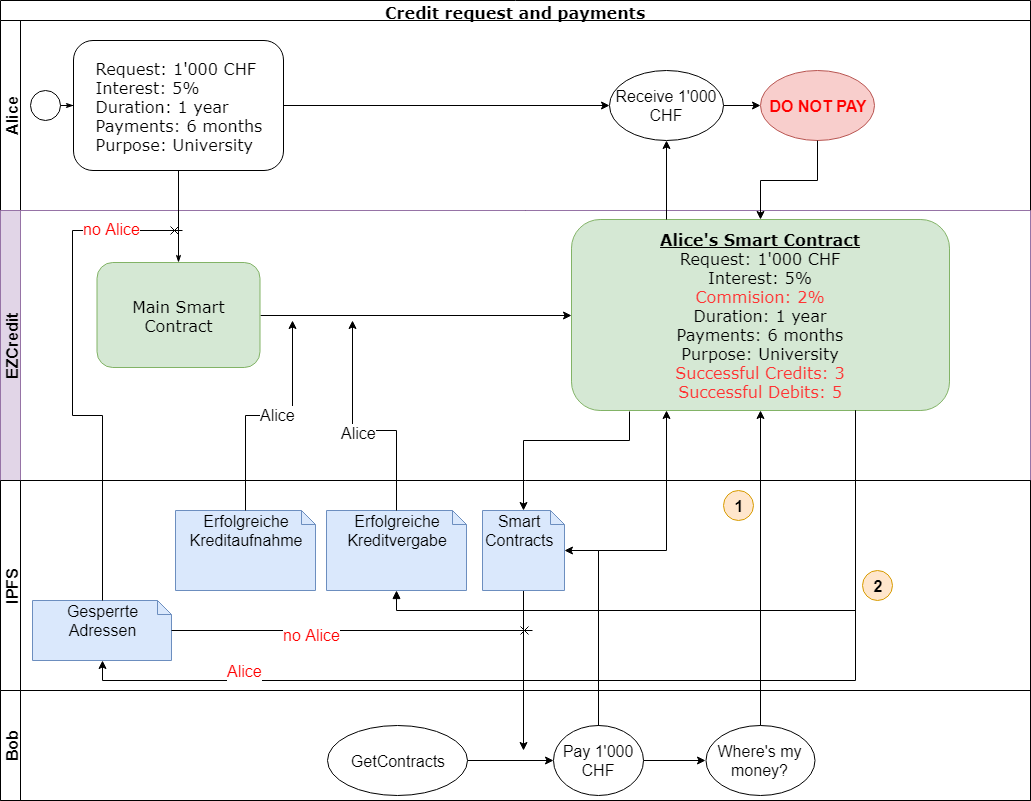 Credit request and payments
Alice
Request: 1'000 CHF
Interest: 5%
Duration: 1 year
Payments: 6 months
Purpose: University
Receive 1'000
CHF
DO NOT PAY
EZCredit
no Alice
Main Smart
Contract
Alice's Smart Contract
Request: 1'000 CHF
Interest: 5%
Commision: 2%
Duration: 1 year
Payments: 6 months
Purpose: University
Successful Credits: 3
Successful Debits: 5
Alice
Alice
IPFS
Erfolgreiche
Kreditaufnahme
Erfolgreiche
Kreditvergabe
Smart
Contracts
1
2
Gesperrte
Adressen
no Alice
Alice
Bob
GetContracts
Pay 1'000
CHF
Where's my
money?